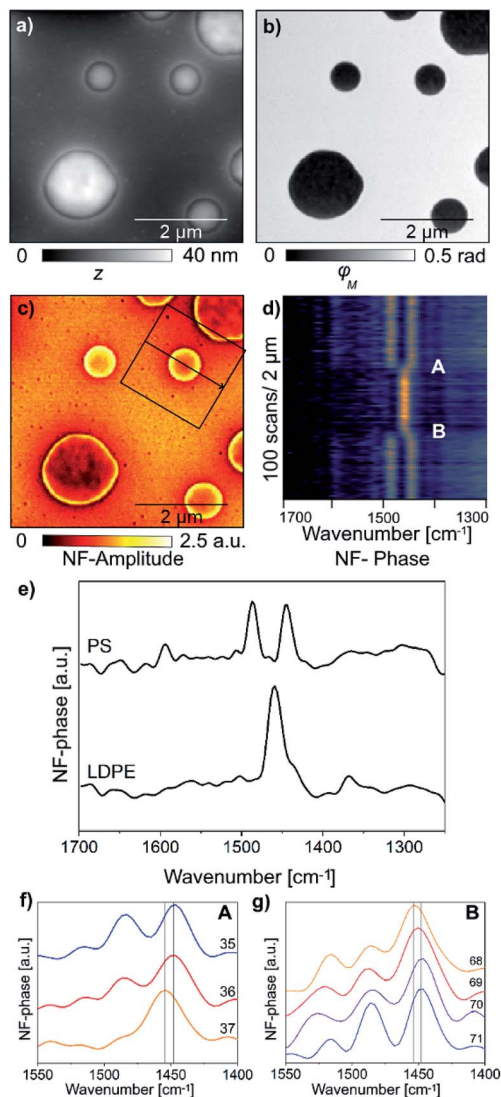 a)
2 µm
0
40 nm
z
b)
2 µm
0
0.5 rad
φM
c)
2 µm
0
2.5 a.u.
NF-Amplitude
d)
100 scans/ 2 µm
A
B
1700
1500
1300
Wavenumber [cm-1]
NF- Phase
e)
NF-phase [a.u.]
PS
LDPE
1700
1600
1500
1400
1300
Wavenumber [cm-1]
f)
A
NF-phase [a.u.]
35
36
37
1550
1500
1450
1400
Wavenumber [cm-1]
g)
B
NF-phase [a.u.]
68
69
70
71
1550
1500
1450
1400
Wavenumber [cm-1]